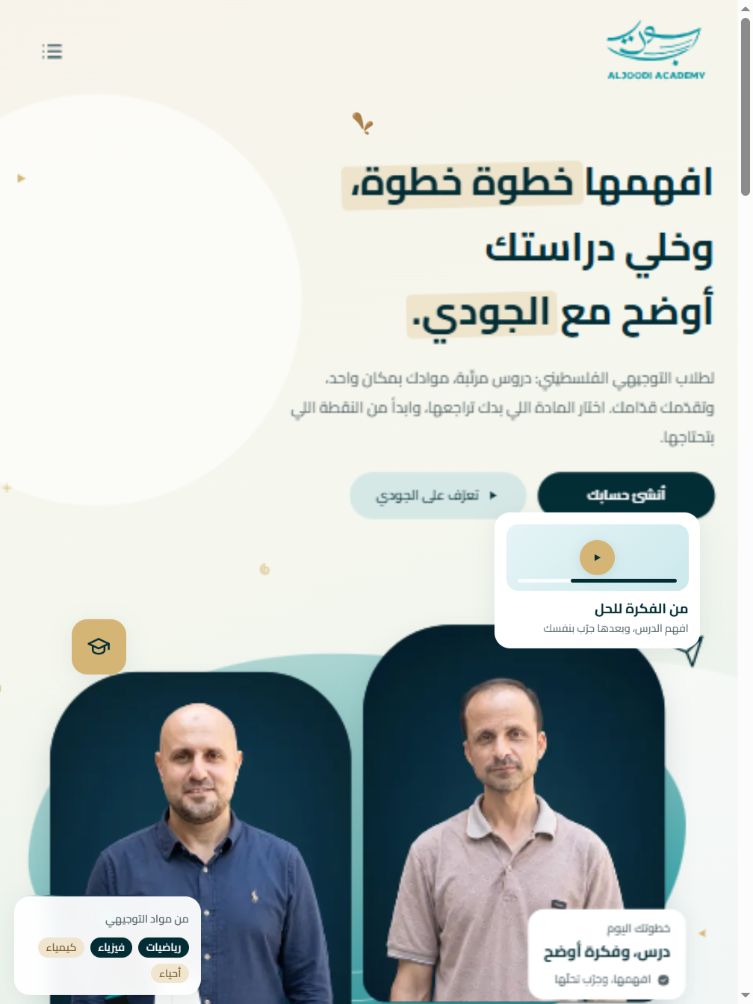 الجودي
ALJOODI ACADEMY
افهمها خطوة خطوة،
وخلي دراستك
أوضح مع الجودي.
لطلاب التوجيهي الفلسطيني: دروس مرتّبة، موادك بمكان واحد،
وتقدّمك قدّامك. اختار المادة اللي بدك تراجعها، وابدأ من النقطة اللي
بتحتاجها.
أنشئ حسابك
تعرّف على الجودي
من الفكرة للحل
افهم الدرس، وبعدها جرّب بنفسك
من مواد التوجيهي
رياضيات فيزياء كيمياء
أحياء
خطوتك اليوم
درس، وفكرة أوضح
افهمها، وجرّب تحلّها